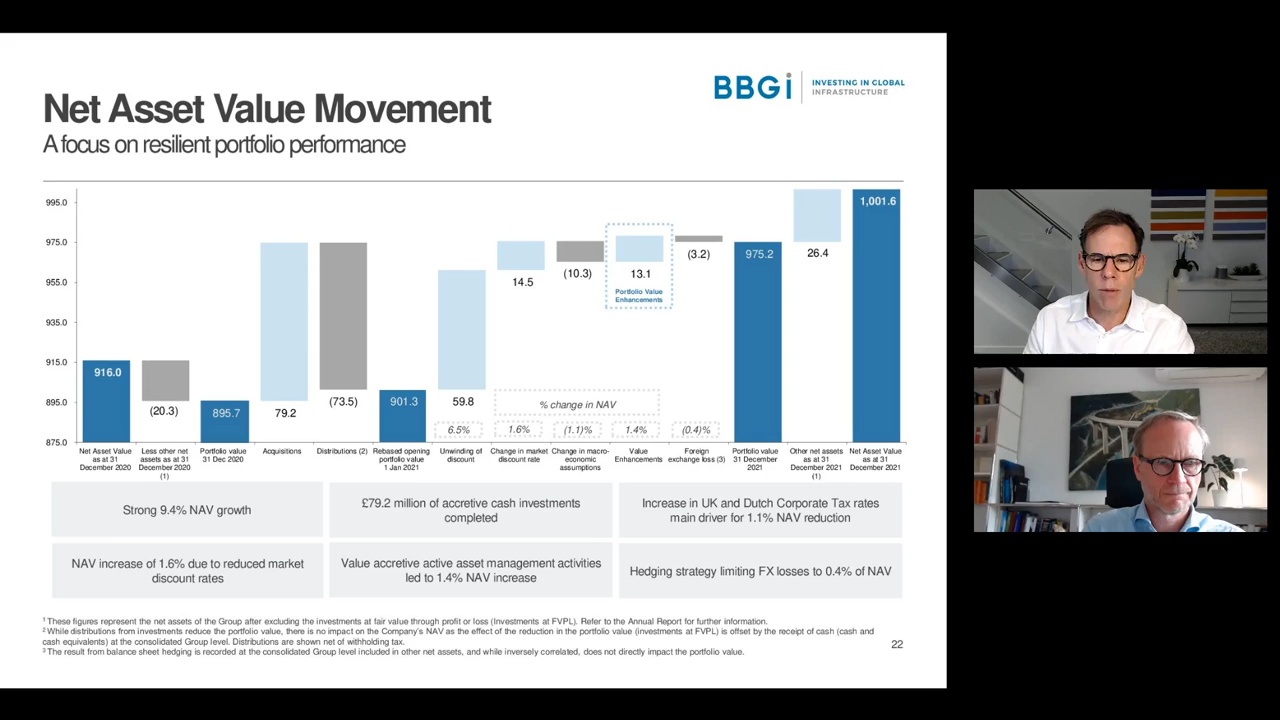 BBGi
INVESTING IN GLOBAL
INFRASTRUCTURE
Net Asset Value Movement
A focus on resilient portfolio performance
995.0
975.0
955.0
935.0
915.0
895.0
875.0
916.0
(20.3)
895.7
79.2
(73.5)
901.3
59.8
14.5
(10.3)
13.1
Portfolio Value
Enhancements
(3.2)
975.2
26.4
1,001.6
% change in NAV
6.5%
1.6%
(1.1)%
1.4%
(0.4)%
Net Asset Value
as at 31
December 2020
Less other net
assets as at 31
December 2020
(1)
Portfolio value
31 Dec 2020
Acquisitions
Distributions (2)
Rebased opening
portfolio value
1 Jan 2021
Unwinding of
discount
Change in market
discount rate
Change in macro-
economic
assumptions
Value
Enhancements
Foreign
exchange loss (3)
Portfolio value
31 December
2021
Other net assets
as at 31
December 2021
(1)
Net Asset Value
as at 31
December 2021
Strong 9.4% NAV growth
£79.2 million of accretive cash investments
completed
Increase in UK and Dutch Corporate Tax rates
main driver for 1.1% NAV reduction
NAV increase of 1.6% due to reduced market
discount rates
Value accretive active asset management activities
led to 1.4% NAV increase
Hedging strategy limiting FX losses to 0.4% of NAV
1 These figures represent the net assets of the Group after excluding the investments at fair value through profit or loss (Investments at FVPL). Refer to the Annual Report for further information.
2 While distributions from investments reduce the portfolio value, there is no impact on the Company's NAV as the effect of the reduction in the portfolio value (investments at FVPL) is offset by the receipt of cash (cash and
cash equivalents) at the consolidated Group level. Distributions are shown net of withholding tax.
3 The result from balance sheet hedging is recorded at the consolidated Group level included in other net assets, and while inversely correlated, does not directly impact the portfolio value.
22